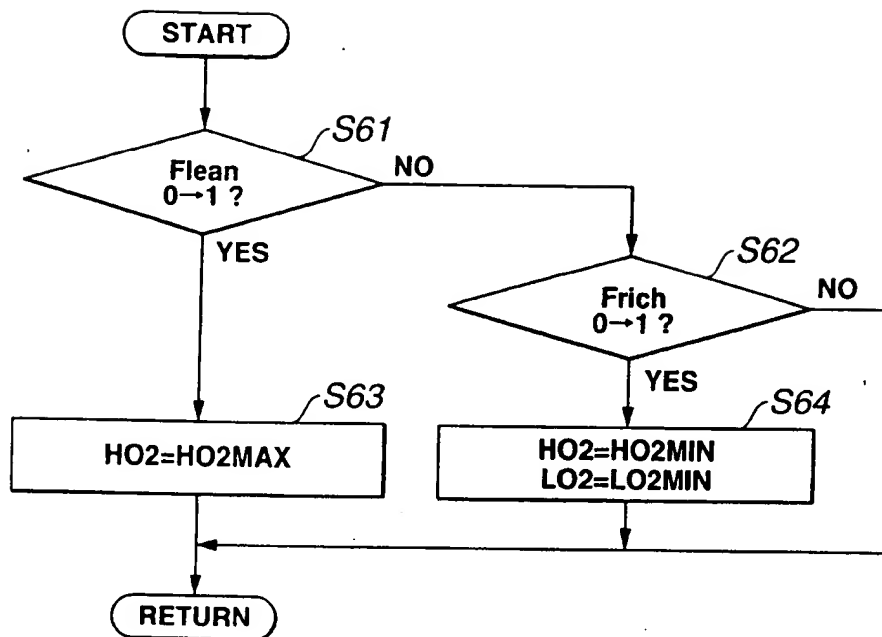 START
S61
Flean
0→1 ?
NO
YES
S62
Frich
0→1 ?
NO
YES
S63
HO2=HO2MAX
S64
HO2=HO2MIN
LO2=LO2MIN
RETURN